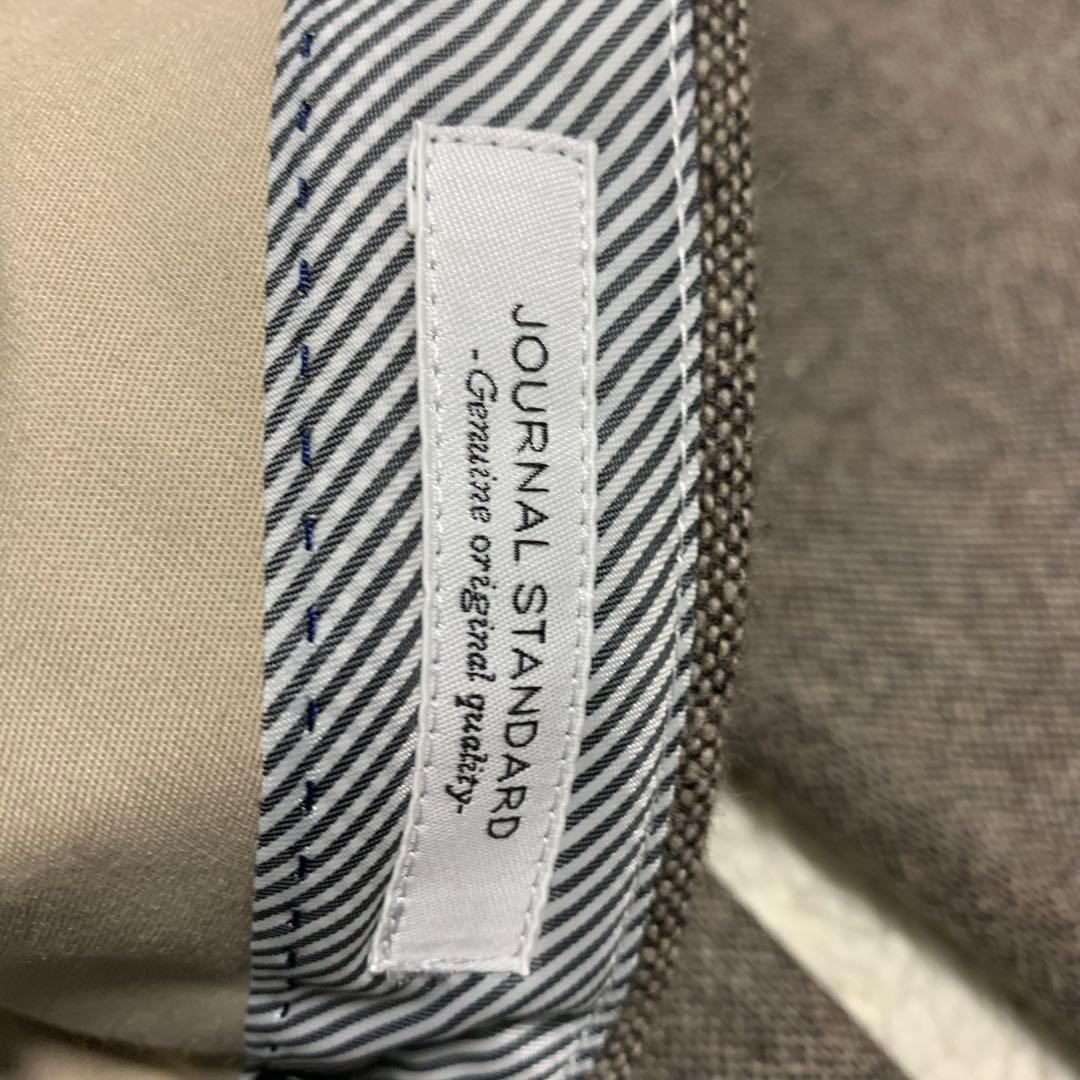 JOURNAL STANDARD
-Genuine original quality-